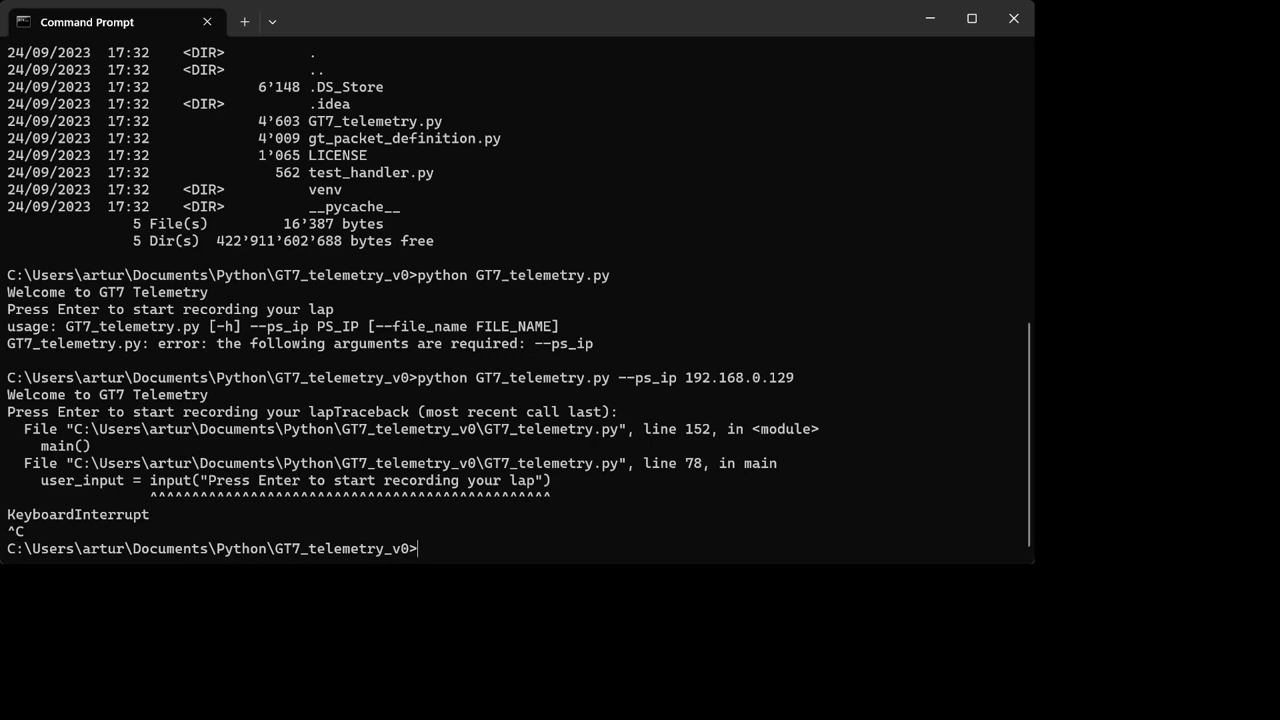 Command Prompt
24/09/2023  17:32    <DIR>          .
24/09/2023  17:32    <DIR>          ..
24/09/2023  17:32             6’148 .DS_Store
24/09/2023  17:32    <DIR>          .idea
24/09/2023  17:32             4’603 GT7_telemetry.py
24/09/2023  17:32             4’009 gt_packet_definition.py
24/09/2023  17:32             1’065 LICENSE
24/09/2023  17:32               562 test_handler.py
24/09/2023  17:32    <DIR>          venv
24/09/2023  17:32    <DIR>          __pycache__
               5 File(s)         16’387 bytes
               5 Dir(s)  422’911’602’688 bytes free
C:\Users\artur\Documents\Python\GT7_telemetry_v0>python GT7_telemetry.py
Welcome to GT7 Telemetry
Press Enter to start recording your lap
usage: GT7_telemetry.py [-h] --ps_ip PS_IP [--file_name FILE_NAME]
GT7_telemetry.py: error: the following arguments are required: --ps_ip
C:\Users\artur\Documents\Python\GT7_telemetry_v0>python GT7_telemetry.py --ps_ip 192.168.0.129
Welcome to GT7 Telemetry
Press Enter to start recording your lapTraceback (most recent call last):
  File "C:\Users\artur\Documents\Python\GT7_telemetry_v0\GT7_telemetry.py", line 152, in <module>
    main()
  File "C:\Users\artur\Documents\Python\GT7_telemetry_v0\GT7_telemetry.py", line 78, in main
    user_input = input("Press Enter to start recording your lap")
                 ^^^^^^^^^^^^^^^^^^^^^^^^^^^^^^^^^^^^^^^^^^^^^^^^
KeyboardInterrupt
^C
C:\Users\artur\Documents\Python\GT7_telemetry_v0>